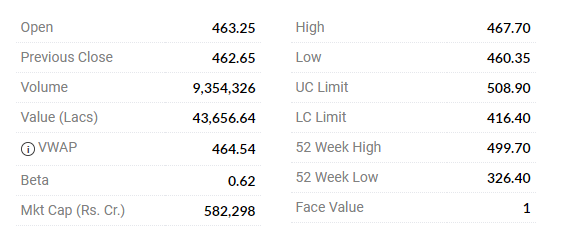 Open 463.25
Previous Close 462.65
Volume 9,354,326
Value (Lacs) 43,656.64
VWAP 464.54
Beta 0.62
Mkt Cap (Rs. Cr.) 582,298
High 467.70
Low 460.35
UC Limit 508.90
LC Limit 416.40
52 Week High 499.70
52 Week Low 326.40
Face Value 1